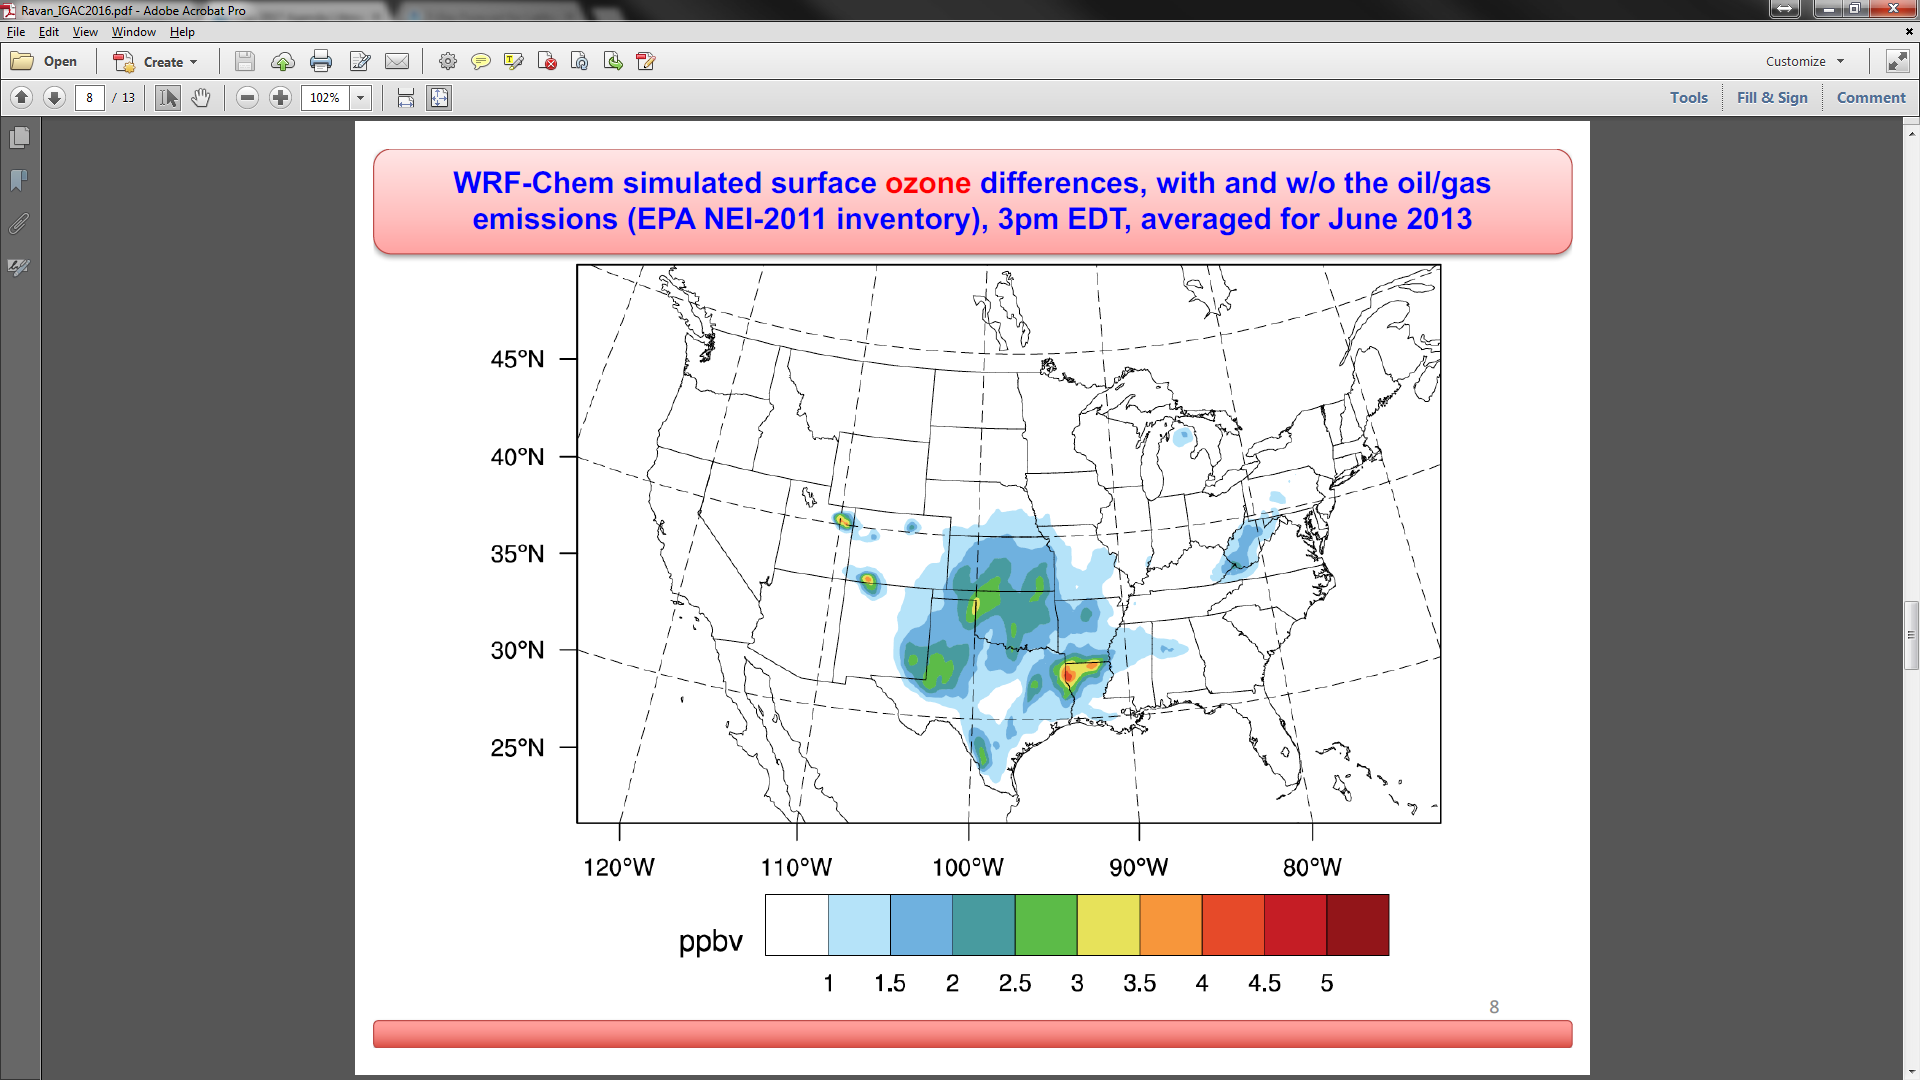 Ravan_IGAC2016.pdf - Adobe Acrobat Pro
File Edit View Window Help
Open Create Customize
8 / 13 102% Tools Fill & Sign Comment
WRF-Chem simulated surface ozone differences, with and w/o the oil/gas
emissions (EPA NEI-2011 inventory), 3pm EDT, averaged for June 2013
45°N
40°N
35°N
30°N
25°N
120°W 110°W 100°W 90°W 80°W
ppbv
1 1.5 2 2.5 3 3.5 4 4.5 5
8